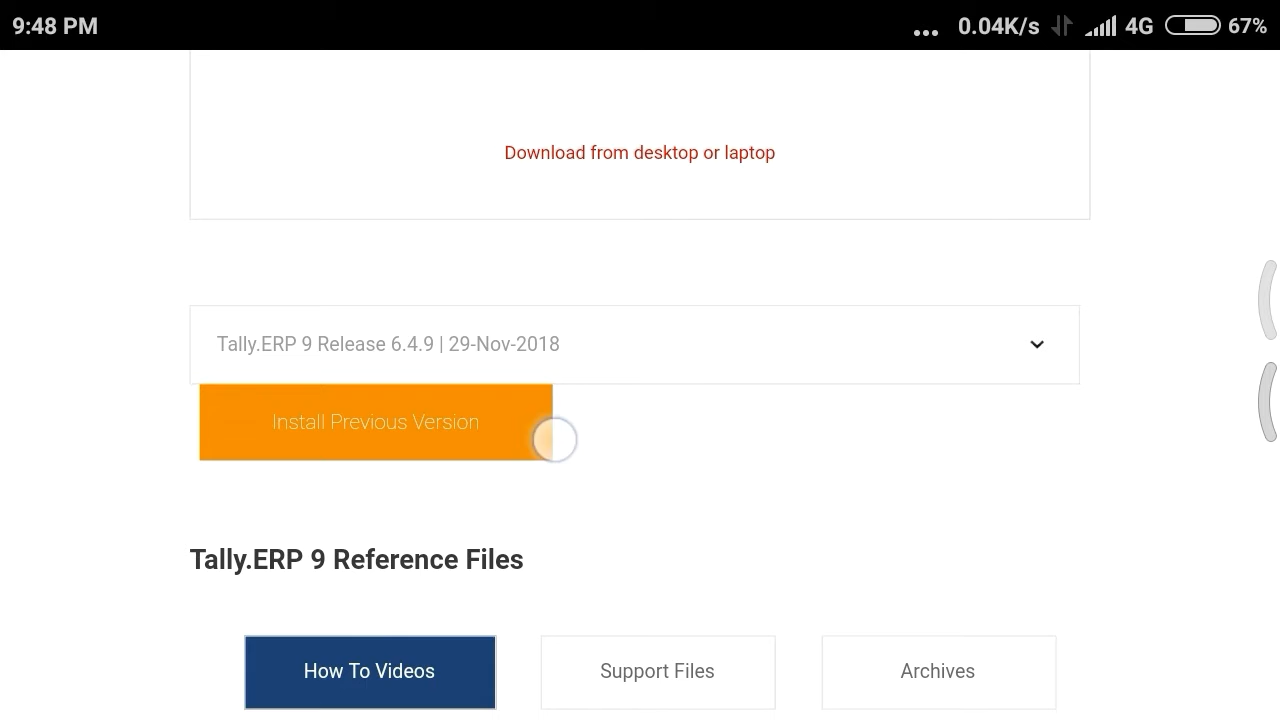 9:48 PM ... 0.04K/s 4G 67%
Download from desktop or laptop
Tally.ERP 9 Release 6.4.9 | 29-Nov-2018
Install Previous Version
Tally.ERP 9 Reference Files
How To Videos Support Files Archives